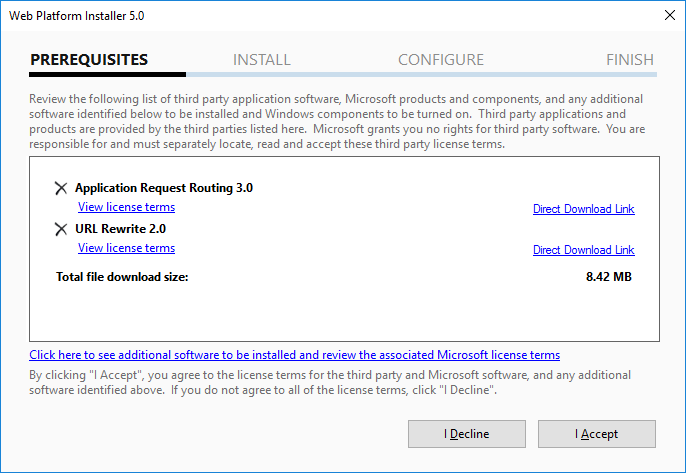 Web Platform Installer 5.0
PREREQUISITES INSTALL CONFIGURE FINISH
Review the following list of third party application software, Microsoft products and components, and any additional
software identified below to be installed and Windows components to be turned on.  Third party applications and
products are provided by the third parties listed here.  Microsoft grants you no rights for third party software.  You are
responsible for and must separately locate, read and accept these third party license terms.
Application Request Routing 3.0
View license terms Direct Download Link
URL Rewrite 2.0
View license terms Direct Download Link
Total file download size: 8.42 MB
Click here to see additional software to be installed and review the associated Microsoft license terms
By clicking "I Accept", you agree to the license terms for the third party and Microsoft software, and any additional
software identified above.  If you do not agree to all of the license terms, click "I Decline".
I Decline I Accept